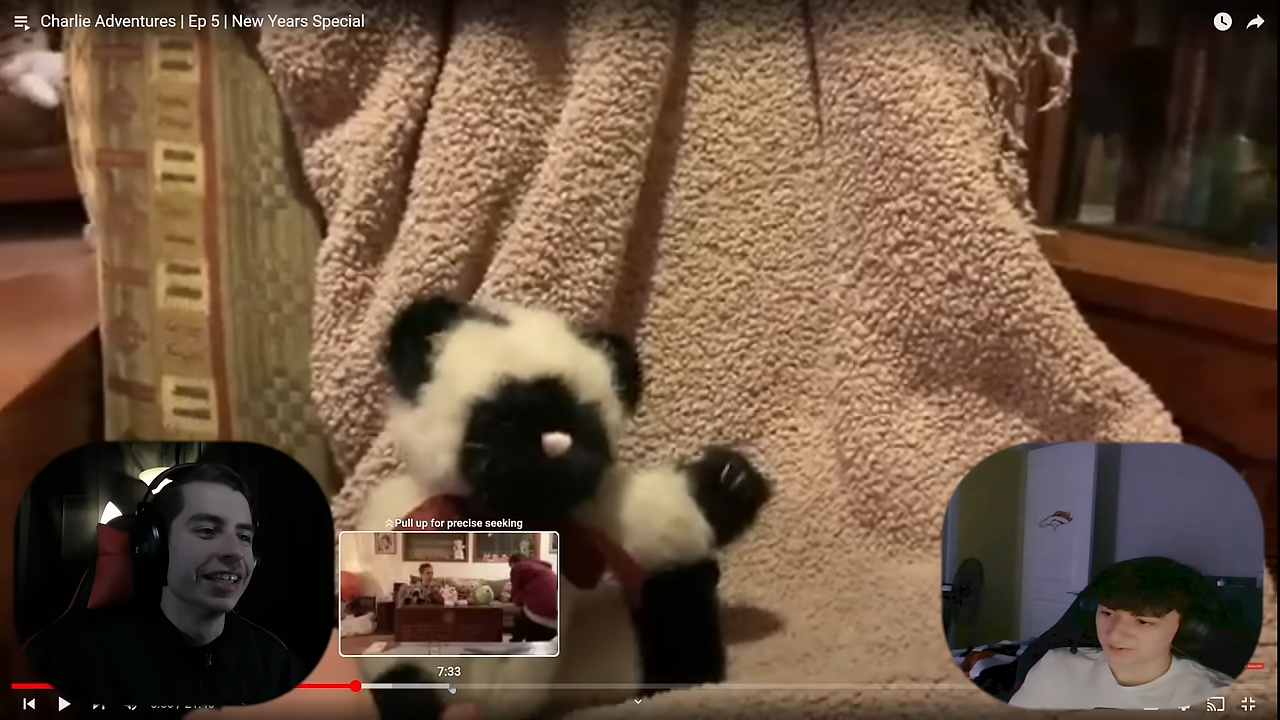 Charlie Adventures | Ep 5 | New Years Special
Pull up for precise seeking
7:33